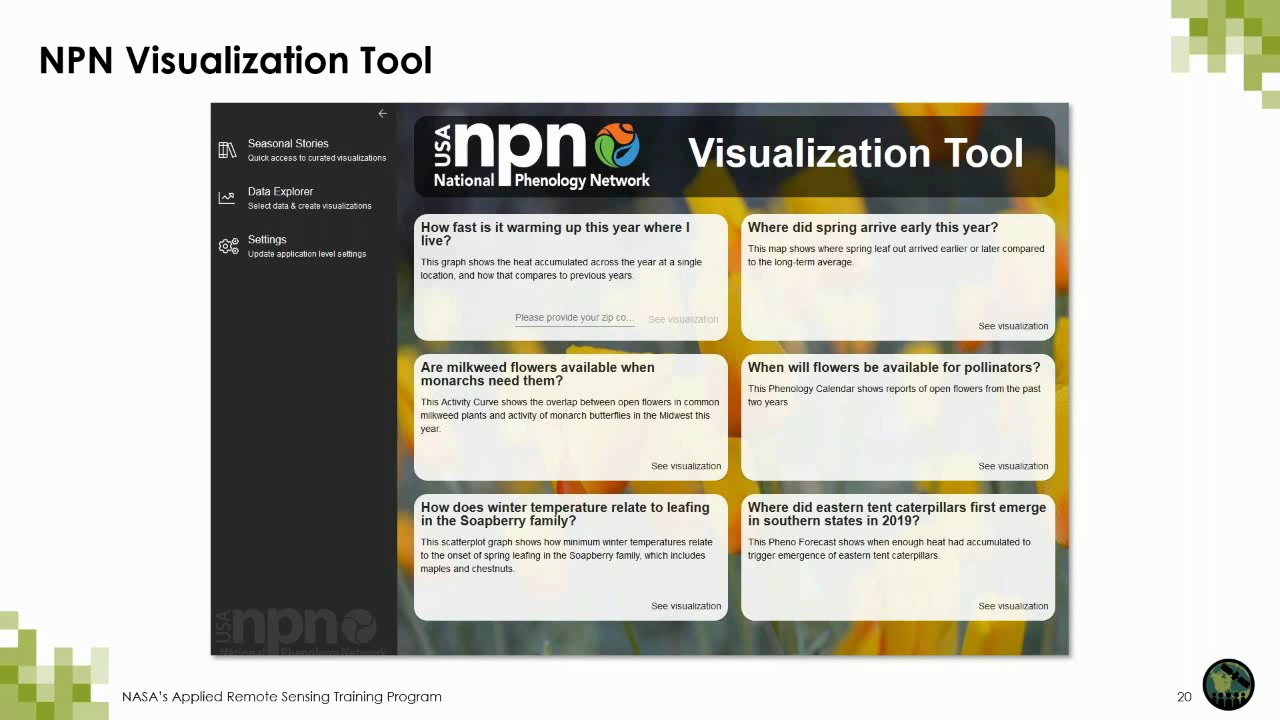 NPN Visualization Tool
Seasonal Stories
Quick access to curated visualizations
Data Explorer
Select data & create visualizations
Settings
Update application level settings
USA
npn
National Phenology Network
Visualization Tool
How fast is it warming up this year where I
live?
This graph shows the heat accumulated across the year at a single
location, and how that compares to previous years.
Please provide your zip co...
See visualization
Where did spring arrive early this year?
This map shows where spring leaf out arrived earlier or later compared
to the long-term average.
See visualization
Are milkweed flowers available when
monarchs need them?
This Activity Curve shows the overlap between open flowers in common
milkweed plants and activity of monarch butterflies in the Midwest this
year.
See visualization
When will flowers be available for pollinators?
This Phenology Calendar shows reports of open flowers from the past
two years.
See visualization
How does winter temperature relate to leafing
in the Soapberry family?
This scatterplot graph shows how minimum winter temperatures relate
to the onset of spring leafing in the Soapberry family, which includes
maples and chestnuts.
See visualization
Where did eastern tent caterpillars first emerge
in southern states in 2019?
This Pheno Forecast shows when enough heat had accumulated to
trigger emergence of eastern tent caterpillars.
See visualization
USA
npn
National Phenology Network
NASA's Applied Remote Sensing Training Program
20